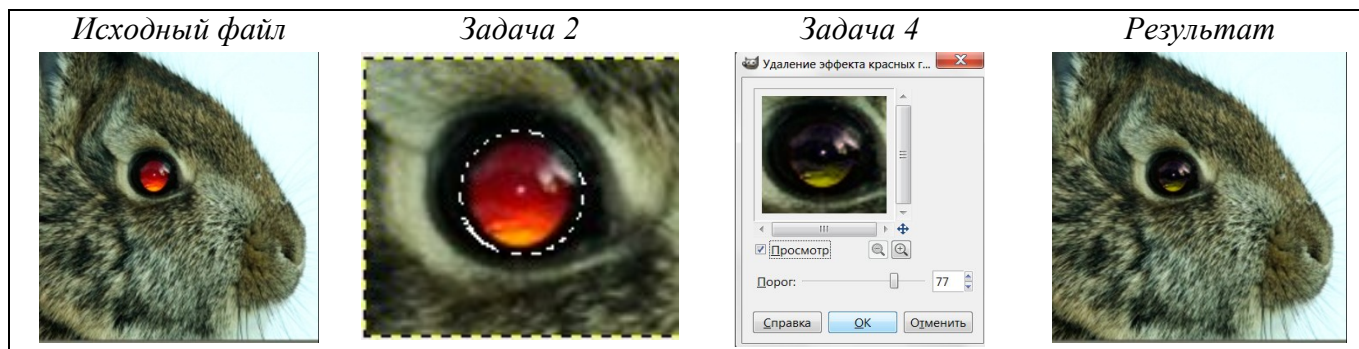 Исходный файл
Задача 2
Задача 4
Результат
Удаление эффекта красных г...
Просмотр
Порог:
77
Справка
OK
Отменить